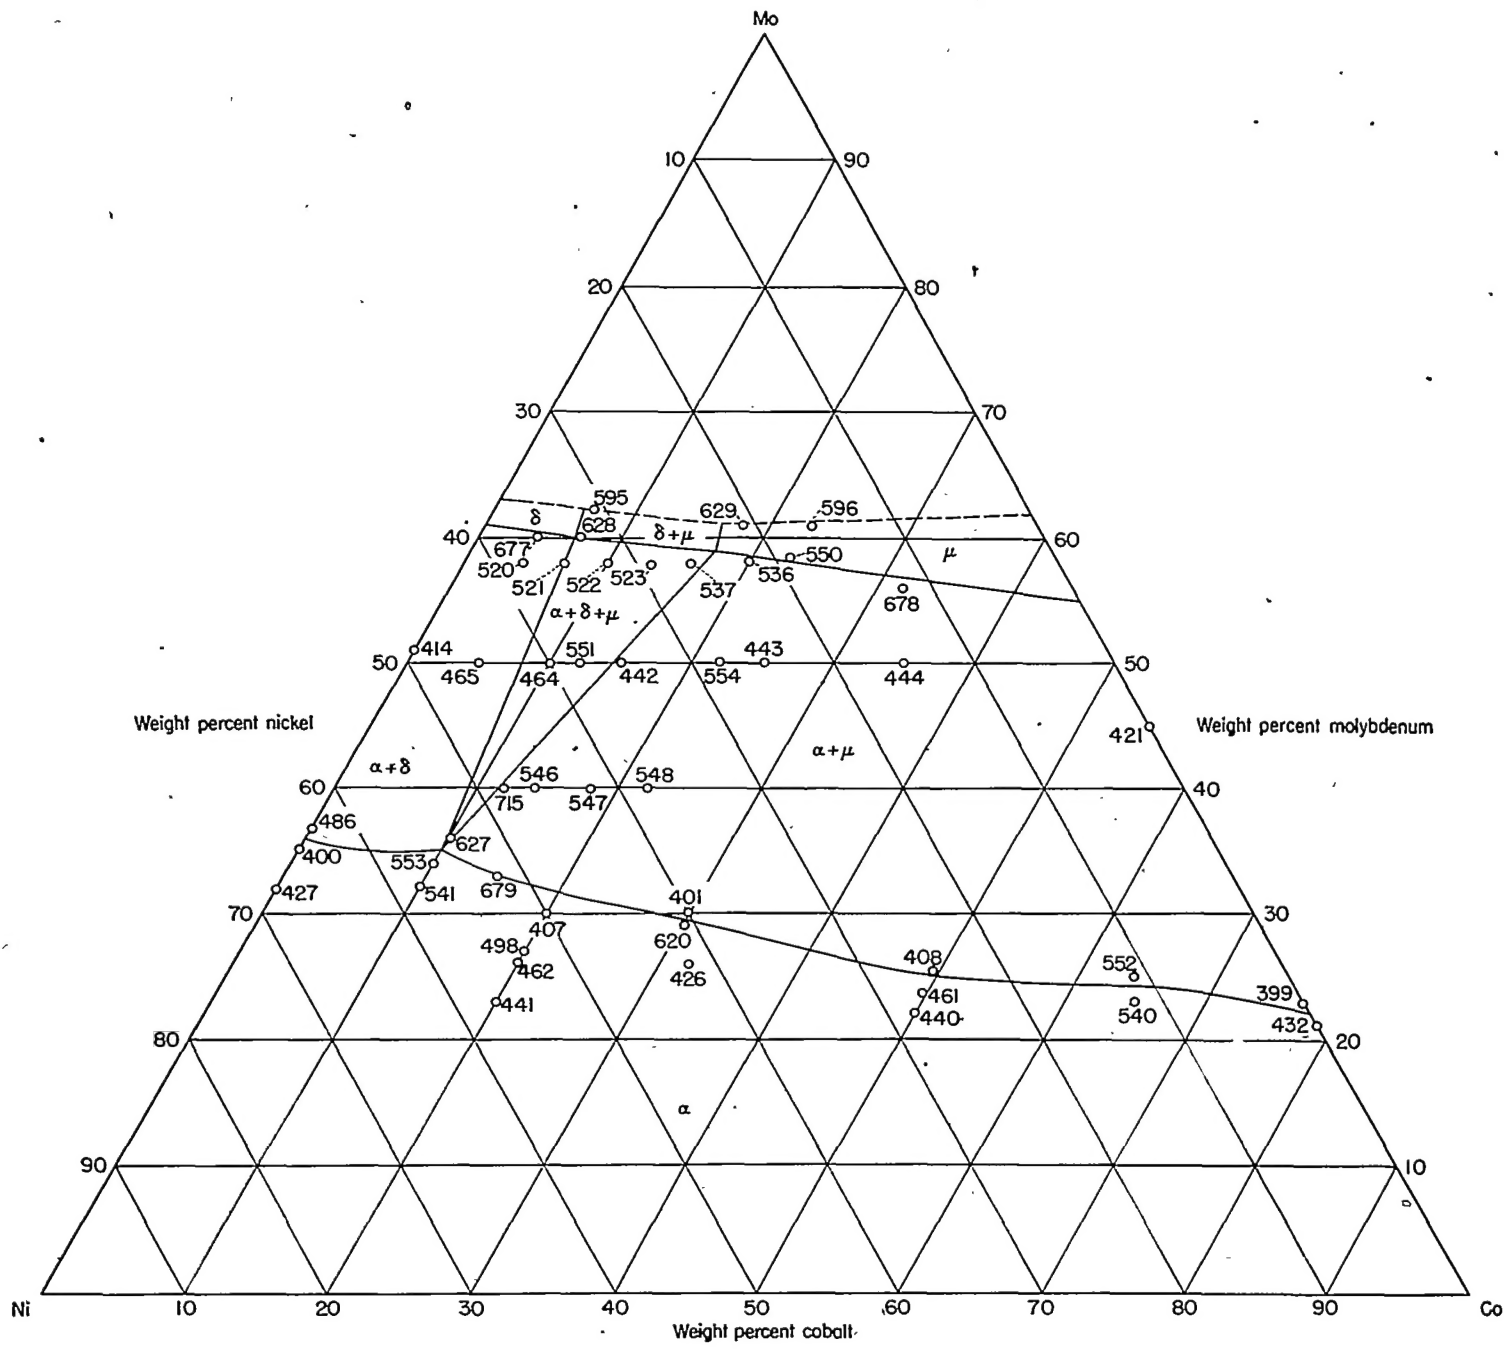 Mo
10 90
20 80
30 70
595
629 596
δ 628 δ+μ
40 60
677 550 μ
520 521 522 523 537 536
678
α+δ+μ
414 551 443
50 50
465 464 442 554 444
Weight percent nickel Weight percent molybdenum
421
α+δ α+μ
546 548
60 40
715 547
486
627
400 553
427 541 679 401
70 30
407 620
498 408 552
462 426
441 461 399
440 540 432
80 20
α
90 10
Ni 10 20 30 40 50 60 70 80 90 Co
Weight percent cobalt